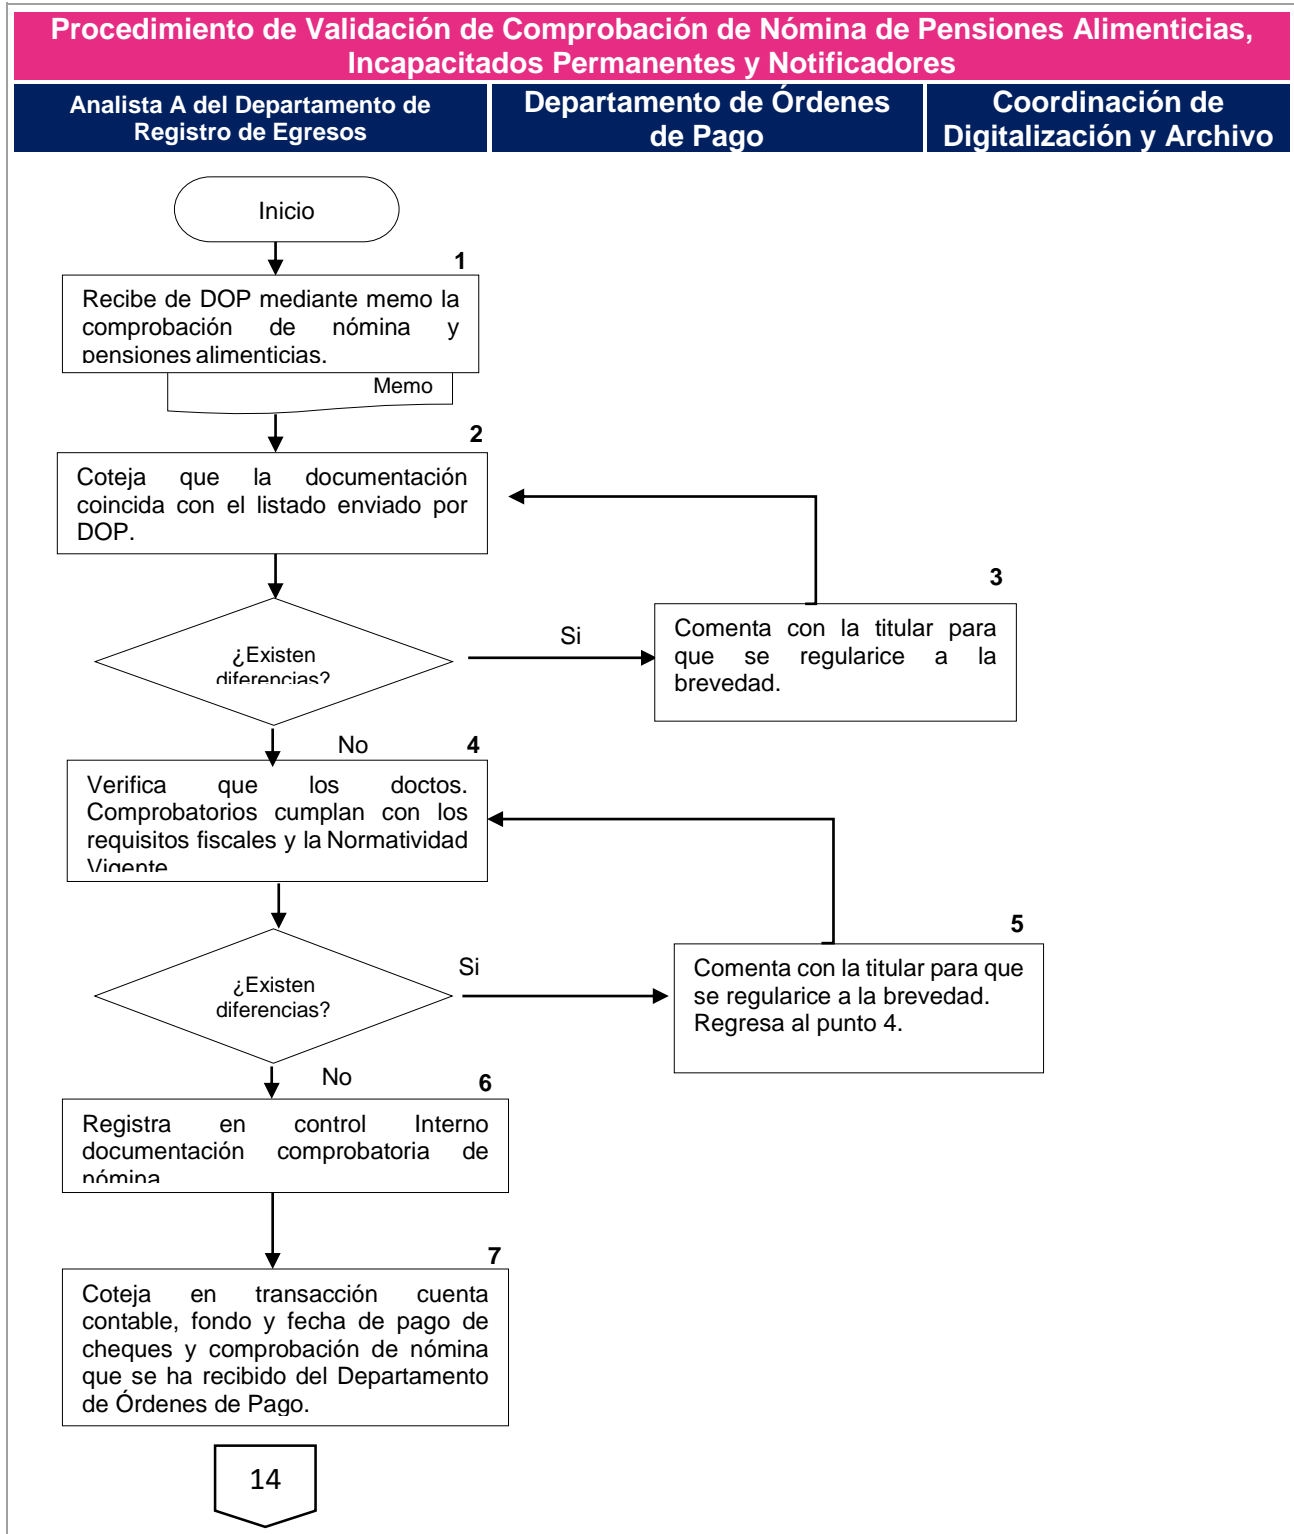 Procedimiento de Validación de Comprobación de Nómina de Pensiones Alimenticias,
Incapacitados Permanentes y Notificadores
Analista A del Departamento de
Registro de Egresos
Departamento de Órdenes
de Pago
Coordinación de
Digitalización y Archivo
Inicio
1
Recibe de DOP mediante memo la
comprobación de nómina y
pensiones alimenticias.
Memo
2
Coteja que la documentación
coincida con el listado enviado por
DOP.
3
¿Existen
diferencias?
Si
Comenta con la titular para
que se regularice a la
brevedad.
No
4
Verifica que los doctos.
Comprobatorios cumplan con los
requisitos fiscales y la Normatividad
Vigente
5
¿Existen
diferencias?
Si
Comenta con la titular para que
se regularice a la brevedad.
Regresa al punto 4.
No
6
Registra en control Interno
documentación comprobatoria de
nómina
7
Coteja en transacción cuenta
contable, fondo y fecha de pago de
cheques y comprobación de nómina
que se ha recibido del Departamento
de Órdenes de Pago.
14